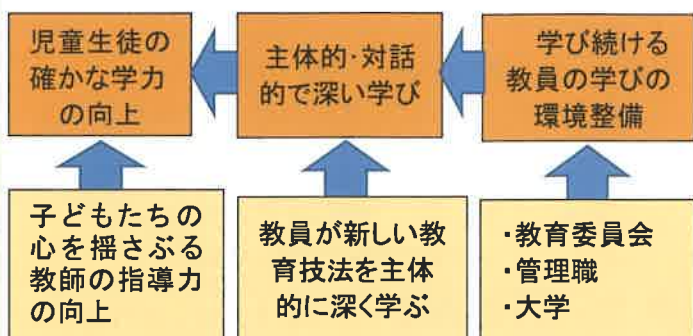 児童生徒の
確かな学力
の向上
主体的・対話
的で深い学び
学び続ける
教員の学びの
環境整備
子どもたちの
心を揺さぶる
教師の指導力
の向上
教員が新しい教
育技法を主体
的に深く学ぶ
・教育委員会
・管理職
・大学